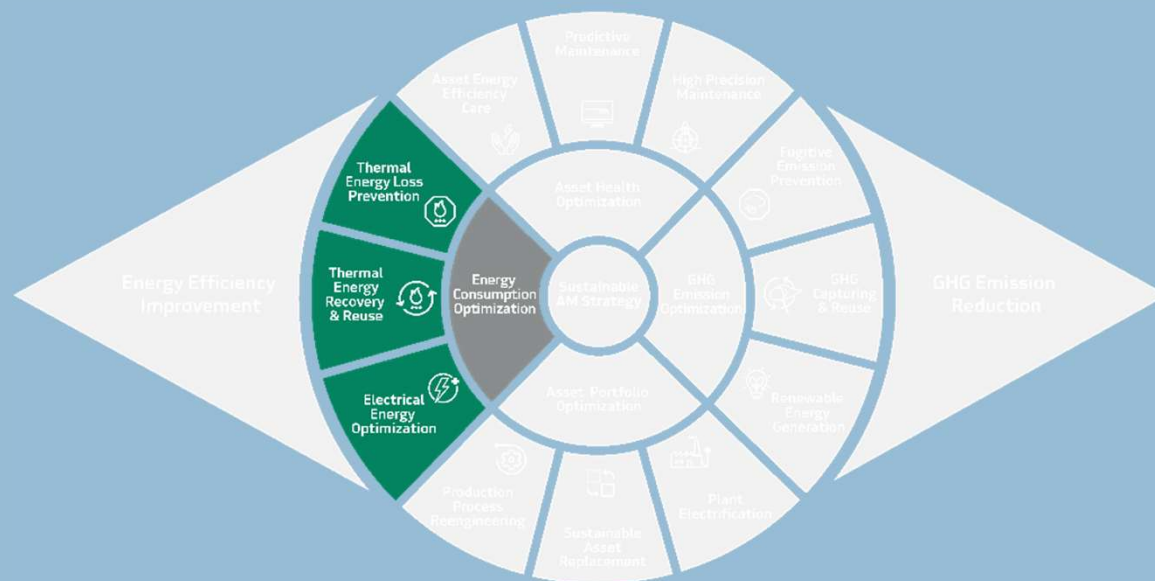 Predictive
Maintenance
Asset Energy
Efficiency
Care
High Precision
Maintenance
Thermal
Energy Loss
Prevention
Fugitive
Emission
Prevention
Asset Health
Optimization
Energy Efficiency
Improvement
Thermal
Energy
Recovery
& Reuse
Energy
Consumption
Optimization
Sustainable
AM Strategy
GHG
Emission
Optimization
GHG
Capturing
& Reuse
GHG Emission
Reduction
Electrical
Energy
Optimization
Asset Portfolio
Optimization
Renewable
Energy
Generation
Production
Process
Reengineering
Sustainable
Asset
Replacement
Plant
Electrification